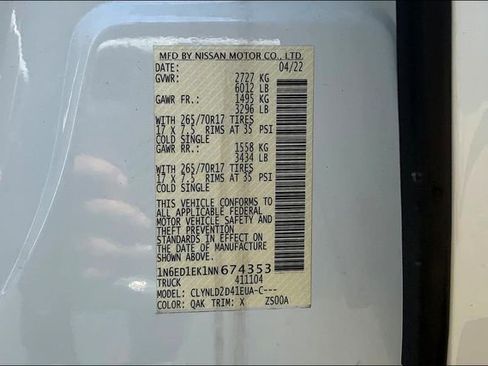 MFD BY NISSAN MOTOR CO., LTD.
DATE: 04/22
GVWR: 2727 KG
6012 LB
GAWR FR.: 1495 KG
3296 LB
WITH 265/70R17 TIRES
17 X 7.5 RIMS AT 35 PSI
COLD SINGLE
GAWR RR.: 1558 KG
3434 LB
WITH 265/70R17 TIRES
17 X 7.5 RIMS AT 35 PSI
COLD SINGLE
THIS VEHICLE CONFORMS TO
ALL APPLICABLE FEDERAL
MOTOR VEHICLE SAFETY AND
THEFT PREVENTION
STANDARDS IN EFFECT ON
THE DATE OF MANUFACTURE
SHOWN ABOVE.
1N6ED1EK1NN674353
TRUCK 411104
MODEL: CLYNLD2D41EUA-C---
COLOR: QAK TRIM: X ZS00A